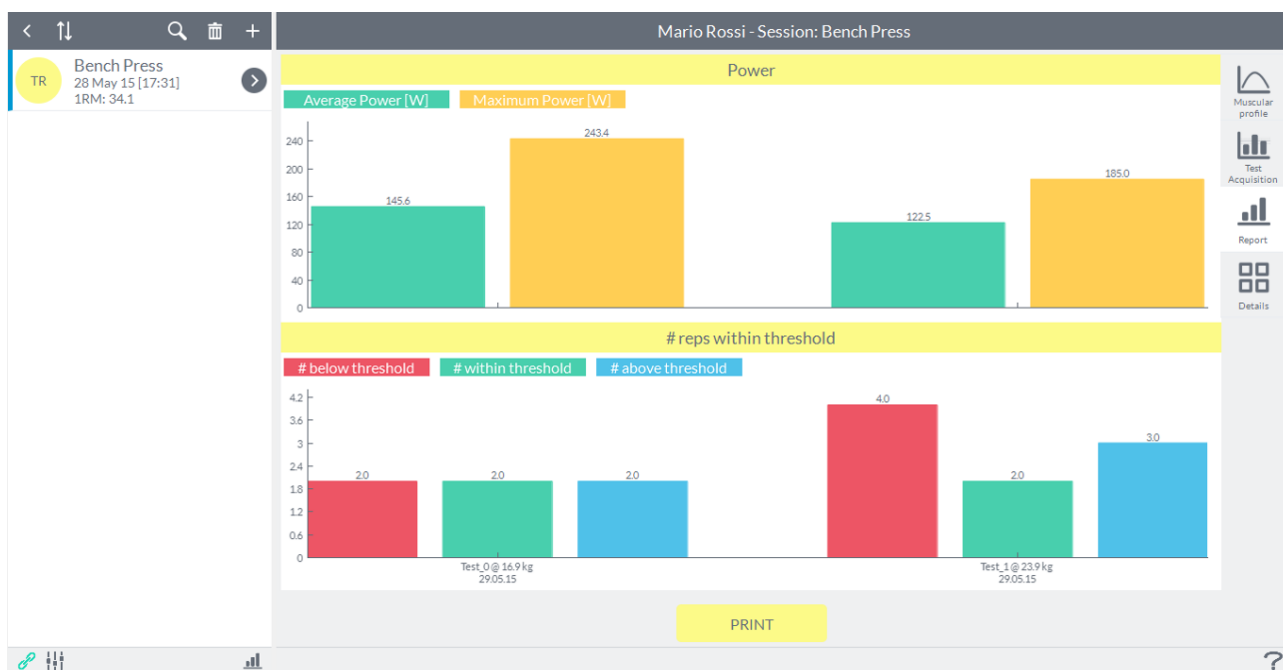 Mario Rossi - Session: Bench Press
TR
Bench Press
28 May 15 [17:31]
1RM: 34.1
Power
Average Power [W]
Maximum Power [W]
240
200
160
120
80
40
0
145.6
243.4
122.5
185.0
# reps within threshold
# below threshold
# within threshold
# above threshold
4.2
3.6
3
2.4
1.8
1.2
0.6
0
2.0
2.0
2.0
4.0
2.0
3.0
Test_0 @ 16.9 kg
29.05.15
Test_1 @ 23.9 kg
29.05.15
PRINT
Muscular
profile
Test
Acquisition
Report
Details
?